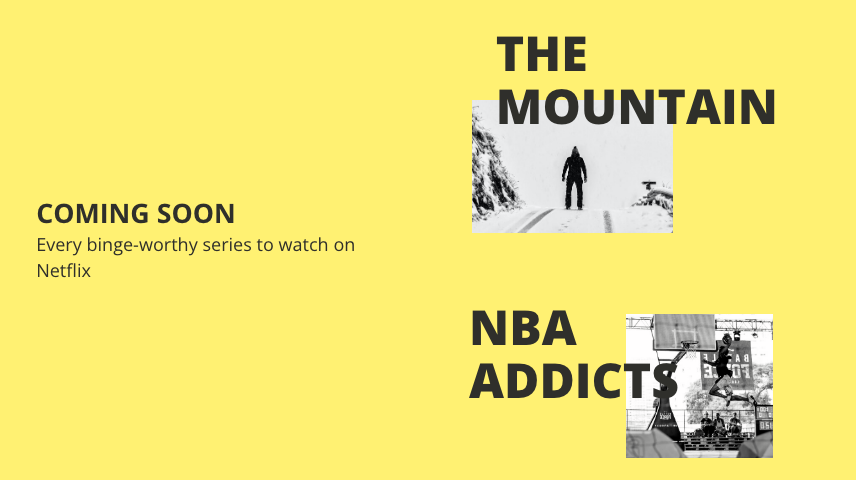 COMING SOON
Every binge-worthy series to watch on
Netflix
THE
MOUNTAIN
NBA
ADDICTS